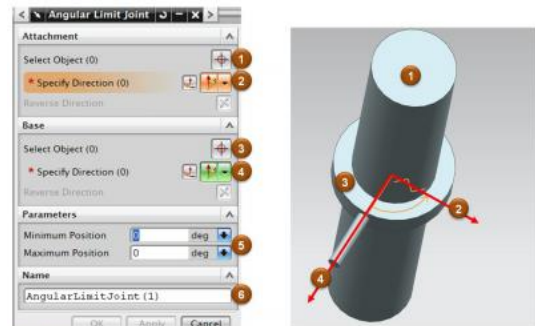 Angular Limit Joint
Attachment
Select Object (0)
1
* Specify Direction (0)
2
Reverse Direction
Base
Select Object (0)
3
* Specify Direction (0)
4
Reverse Direction
Parameters
Minimum Position 0 deg
5
Maximum Position 0 deg
Name
AngularLimitJoint(1)
6
OK Apply Cancel
1
3
2
4